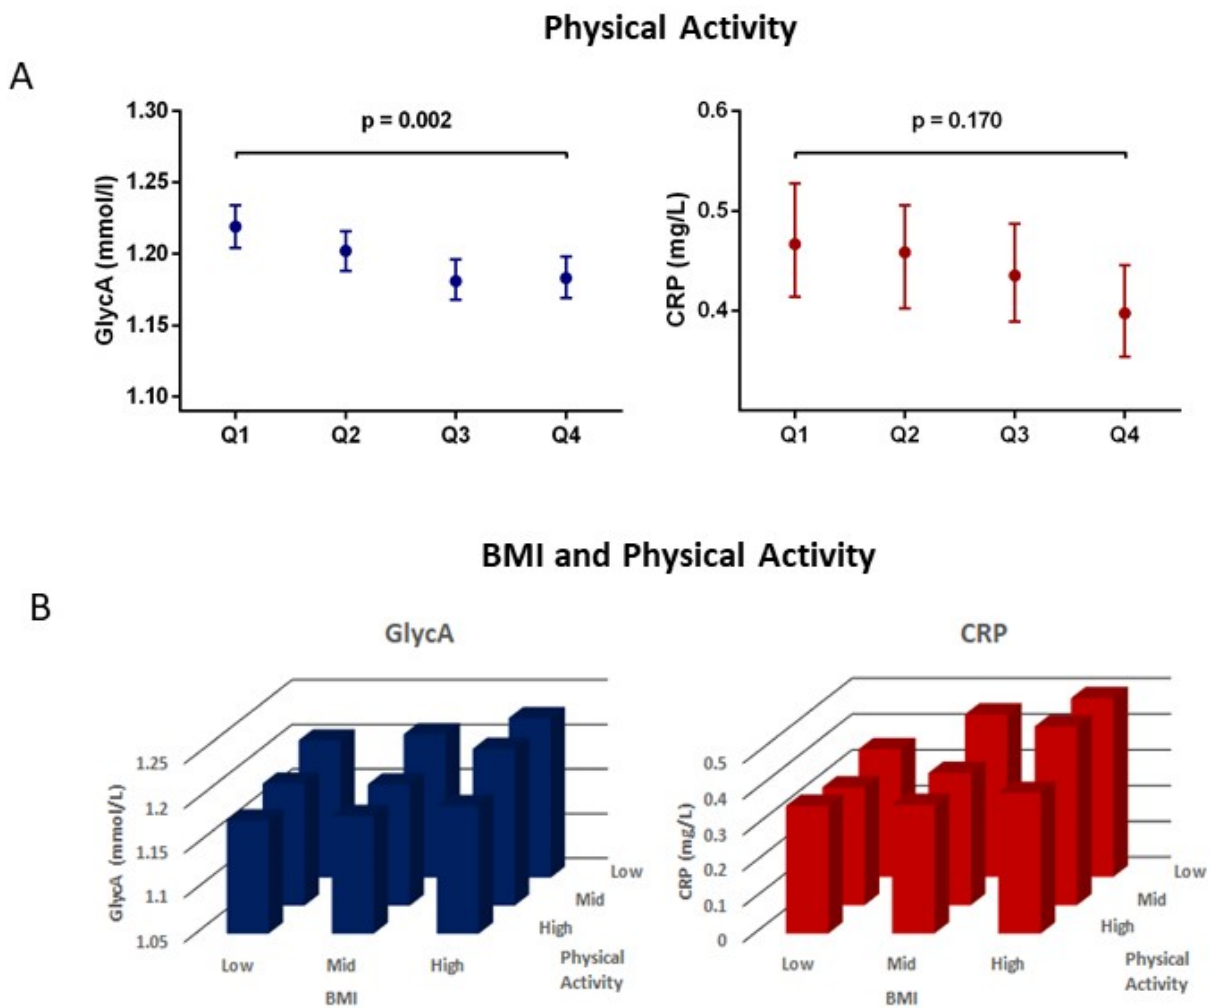 Physical Activity
A
GlycA (mmol/l)
1.30
1.25
1.20
1.15
1.10
p = 0.002
Q1 Q2 Q3 Q4
CRP (mg/L)
0.6
0.5
0.4
p = 0.170
Q1 Q2 Q3 Q4
BMI and Physical Activity
B
GlycA
GlycA (mmol/L)
1.25
1.2
1.15
1.1
1.05
Low Mid High
BMI
Low
Mid
High
Physical
Activity
CRP
CRP (mg/L)
0.5
0.4
0.3
0.2
0.1
0
Low Mid High
BMI
Low
Mid
High
Physical
Activity